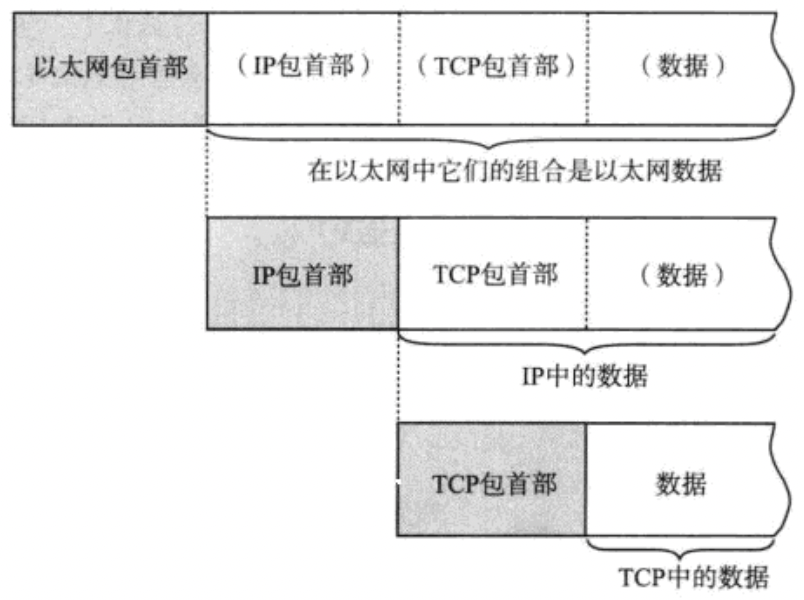 以太网包首部 （IP包首部） （TCP包首部） （数据）
在以太网中它们的组合是以太网数据
IP包首部 TCP包首部 （数据）
IP中的数据
TCP包首部 数据
TCP中的数据